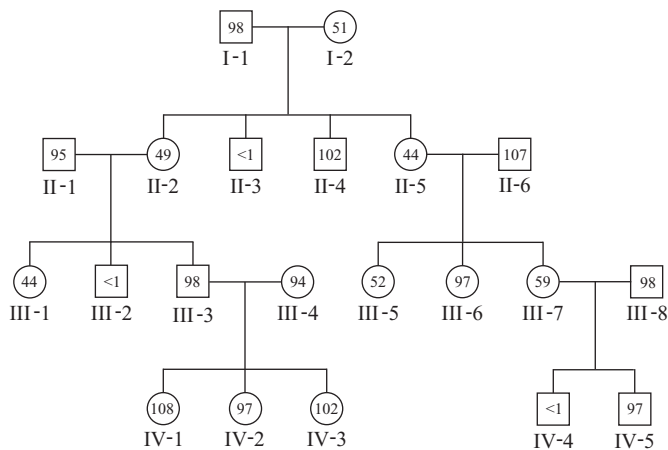 98 51
I-1 I-2
95 49 <1 102 44 107
II-1 II-2 II-3 II-4 II-5 II-6
44 <1 98 94 52 97 59 98
III-1 III-2 III-3 III-4 III-5 III-6 III-7 III-8
108 97 102 <1 97
IV-1 IV-2 IV-3 IV-4 IV-5